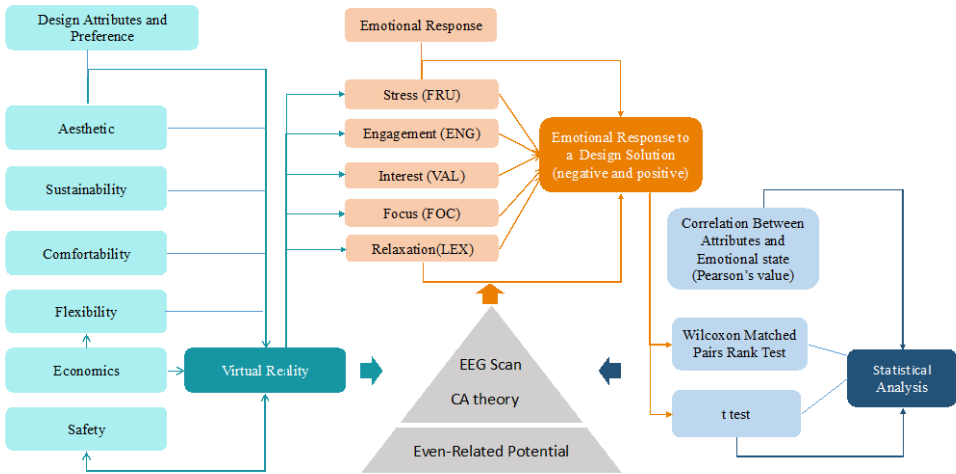 Design Attributes and
Preference
Aesthetic
Sustainability
Comfortability
Flexibility
Economics
Safety
Virtual Reality
Emotional Response
Stress (FRU)
Engagement (ENG)
Interest (VAL)
Focus (FOC)
Relaxation(LEX)
Emotional Response to
a Design Solution
(negative and positive)
EEG Scan
CA theory
Even-Related Potential
Correlation Between
Attributes and
Emotional state
(Pearson's value)
Wilcoxon Matched
Pairs Rank Test
t test
Statistical
Analysis